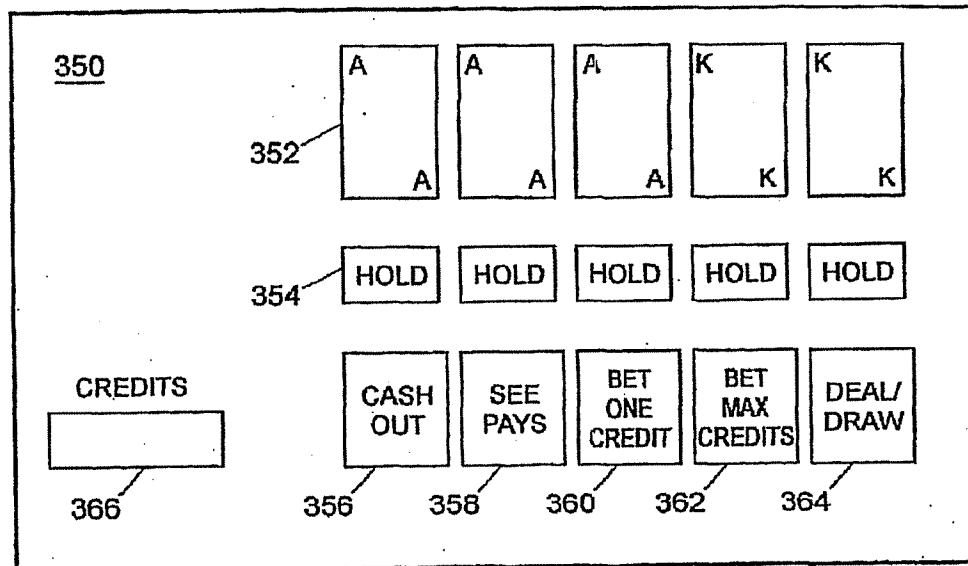 350
A A A K K
352
A A A K K
354
HOLD HOLD HOLD HOLD HOLD
CREDITS
CASH OUT
SEE PAYS
BET ONE CREDIT
BET MAX CREDITS
DEAL/ DRAW
366
356 358 360 362 364